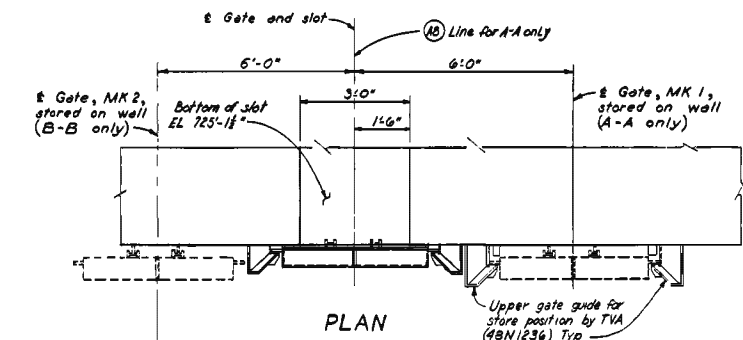 ℄ Gate and slot
AB Line for A-A only
6'-0"
6'-0"
℄ Gate, MK 2,
stored on wall
(B-B only)
Bottom of slot
EL 725'-1½"
3'-0"
1'-6"
℄ Gate, MK 1,
stored on wall
(A-A only)
Upper gate guide for
store position by TVA
(48N1236) Typ
PLAN